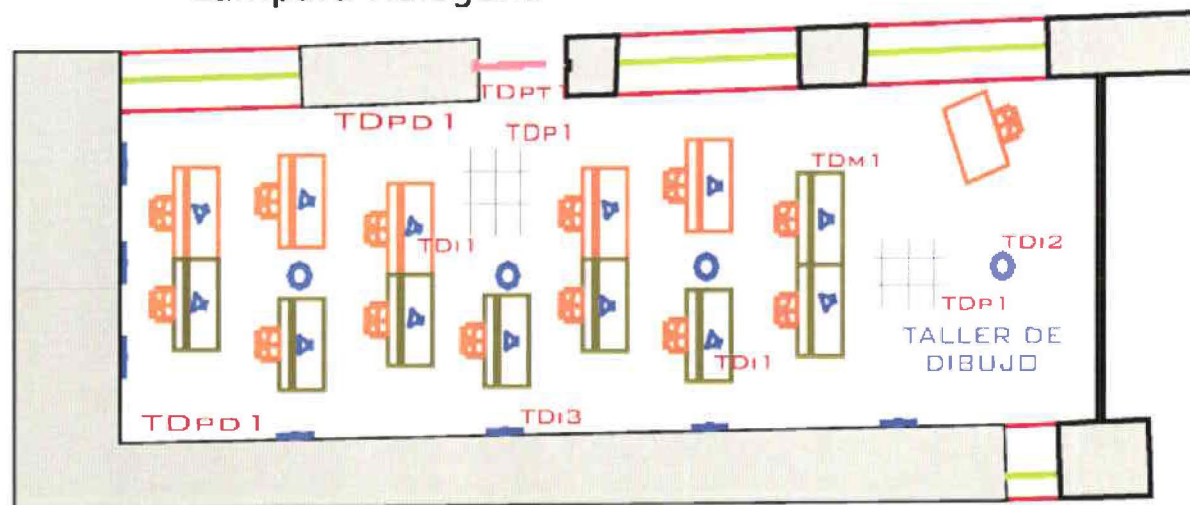 TDPT1
TDPD1
TDP1
TDM1
TDI1
TDI2
TDP1
TALLER DE
DIBUJO
TDI1
TDPD1
TDI3